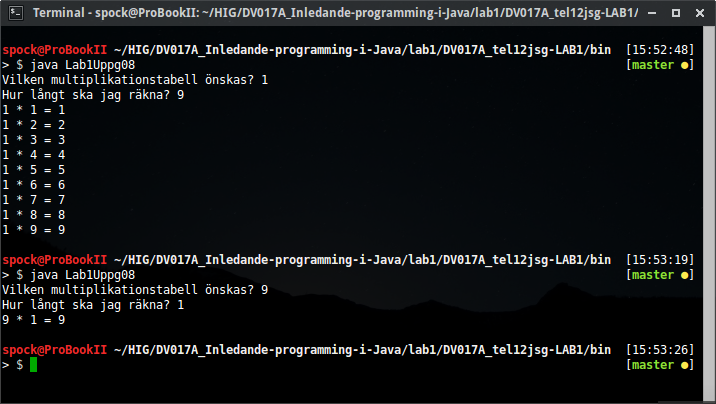 Terminal - spock@ProBookII: ~/HIG/DV017A_Inledande-programming-i-Java/lab1/DV017A_tel12jsg-LAB1/
spock@ProBookII ~/HIG/DV017A_Inledande-programming-i-Java/lab1/DV017A_tel12jsg-LAB1/bin [15:52:48]
> $ java Lab1Uppg08 [master ●]
Vilken multiplikationstabell önskas? 1
Hur långt ska jag räkna? 9
1 * 1 = 1
1 * 2 = 2
1 * 3 = 3
1 * 4 = 4
1 * 5 = 5
1 * 6 = 6
1 * 7 = 7
1 * 8 = 8
1 * 9 = 9
spock@ProBookII ~/HIG/DV017A_Inledande-programming-i-Java/lab1/DV017A_tel12jsg-LAB1/bin [15:53:19]
> $ java Lab1Uppg08 [master ●]
Vilken multiplikationstabell önskas? 9
Hur långt ska jag räkna? 1
9 * 1 = 9
spock@ProBookII ~/HIG/DV017A_Inledande-programming-i-Java/lab1/DV017A_tel12jsg-LAB1/bin [15:53:26]
> $ [master ●]